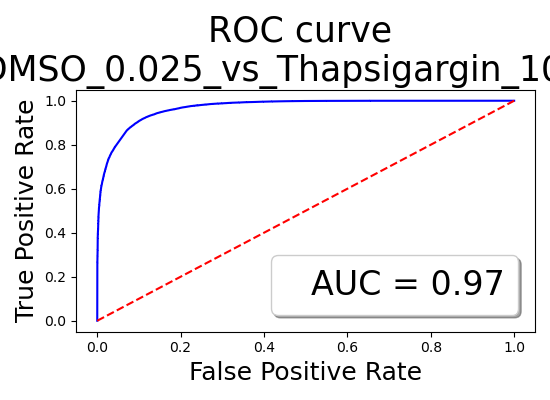 ROC curve
DMSO_0.025_vs_Thapsigargin_10
1.0
0.8
0.6
0.4
0.2
0.0
True Positive Rate
AUC = 0.97
0.0 0.2 0.4 0.6 0.8 1.0
False Positive Rate